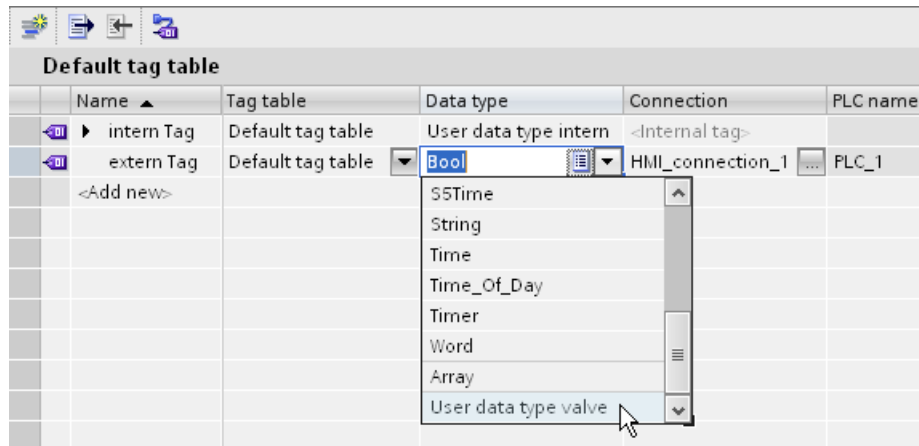 Default tag table
Name Tag table Data type Connection PLC name
intern Tag Default tag table User data type intern <Internal tag>
extern Tag Default tag table Bool HMI_connection_1 ... PLC_1
<Add new>
S5Time
String
Time
Time_Of_Day
Timer
Word
Array
User data type valve